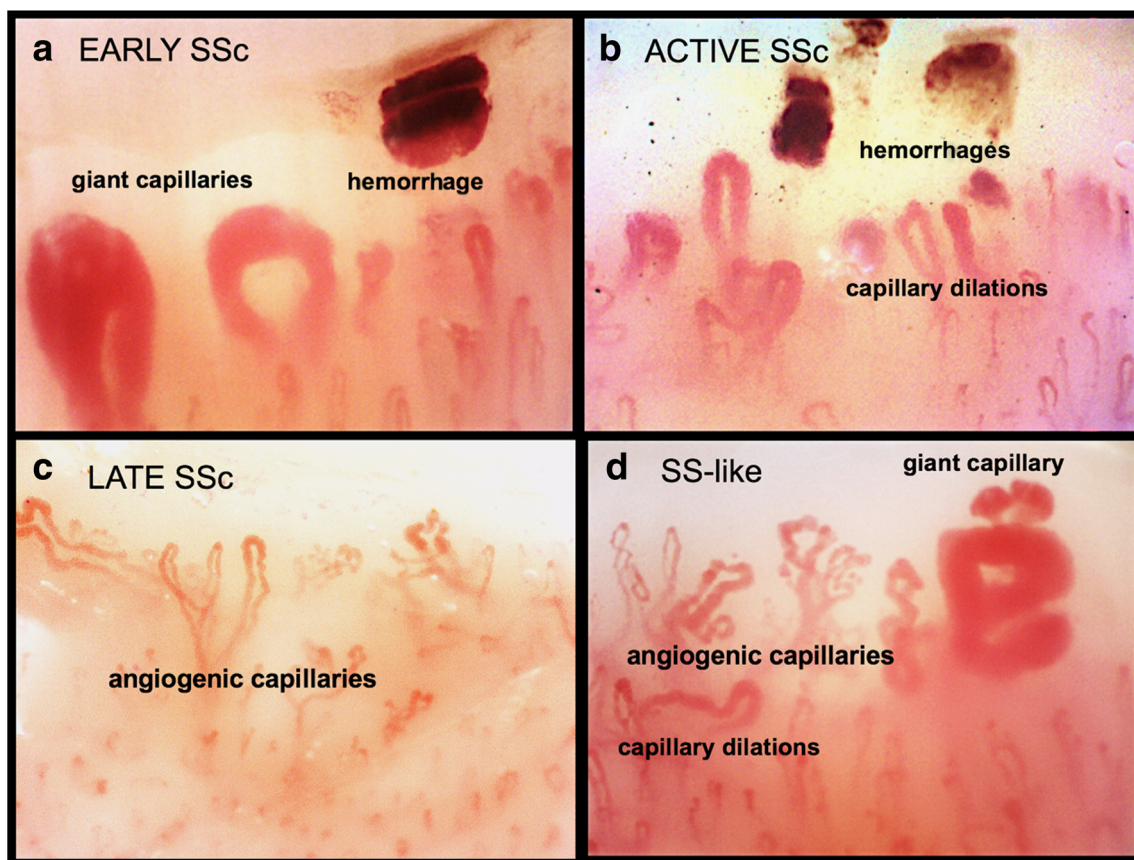 a EARLY SSc
giant capillaries
hemorrhage
b ACTIVE SSc
hemorrhages
capillary dilations
c LATE SSc
angiogenic capillaries
d SS-like
giant capillary
angiogenic capillaries
capillary dilations